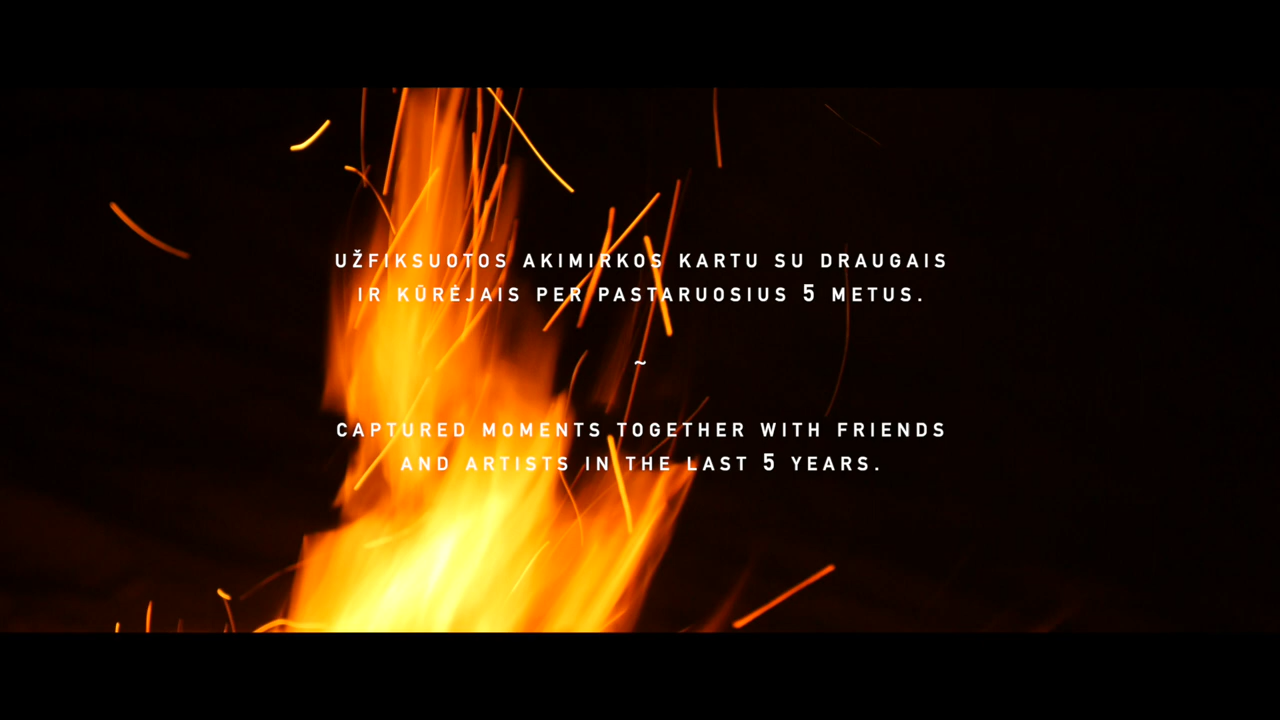 UŽFIKSUOTOS AKIMIRKOS KARTU SU DRAUGAIS
IR KŪRĖJAIS PER PASTARUOSIUS 5 METUS.
~
CAPTURED MOMENTS TOGETHER WITH FRIENDS
AND ARTISTS IN THE LAST 5 YEARS.